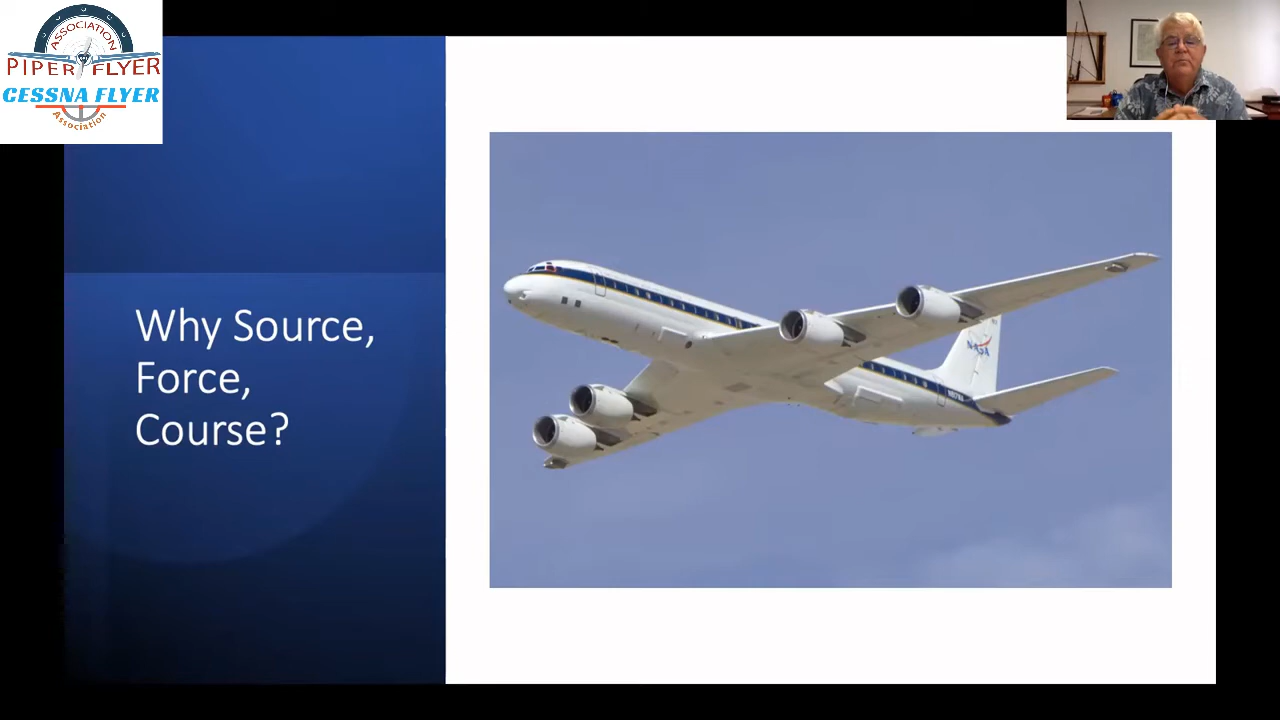 ASSOCIATION
PIPER FLYER
CESSNA FLYER
Association
Why Source,
Force,
Course?
NASA